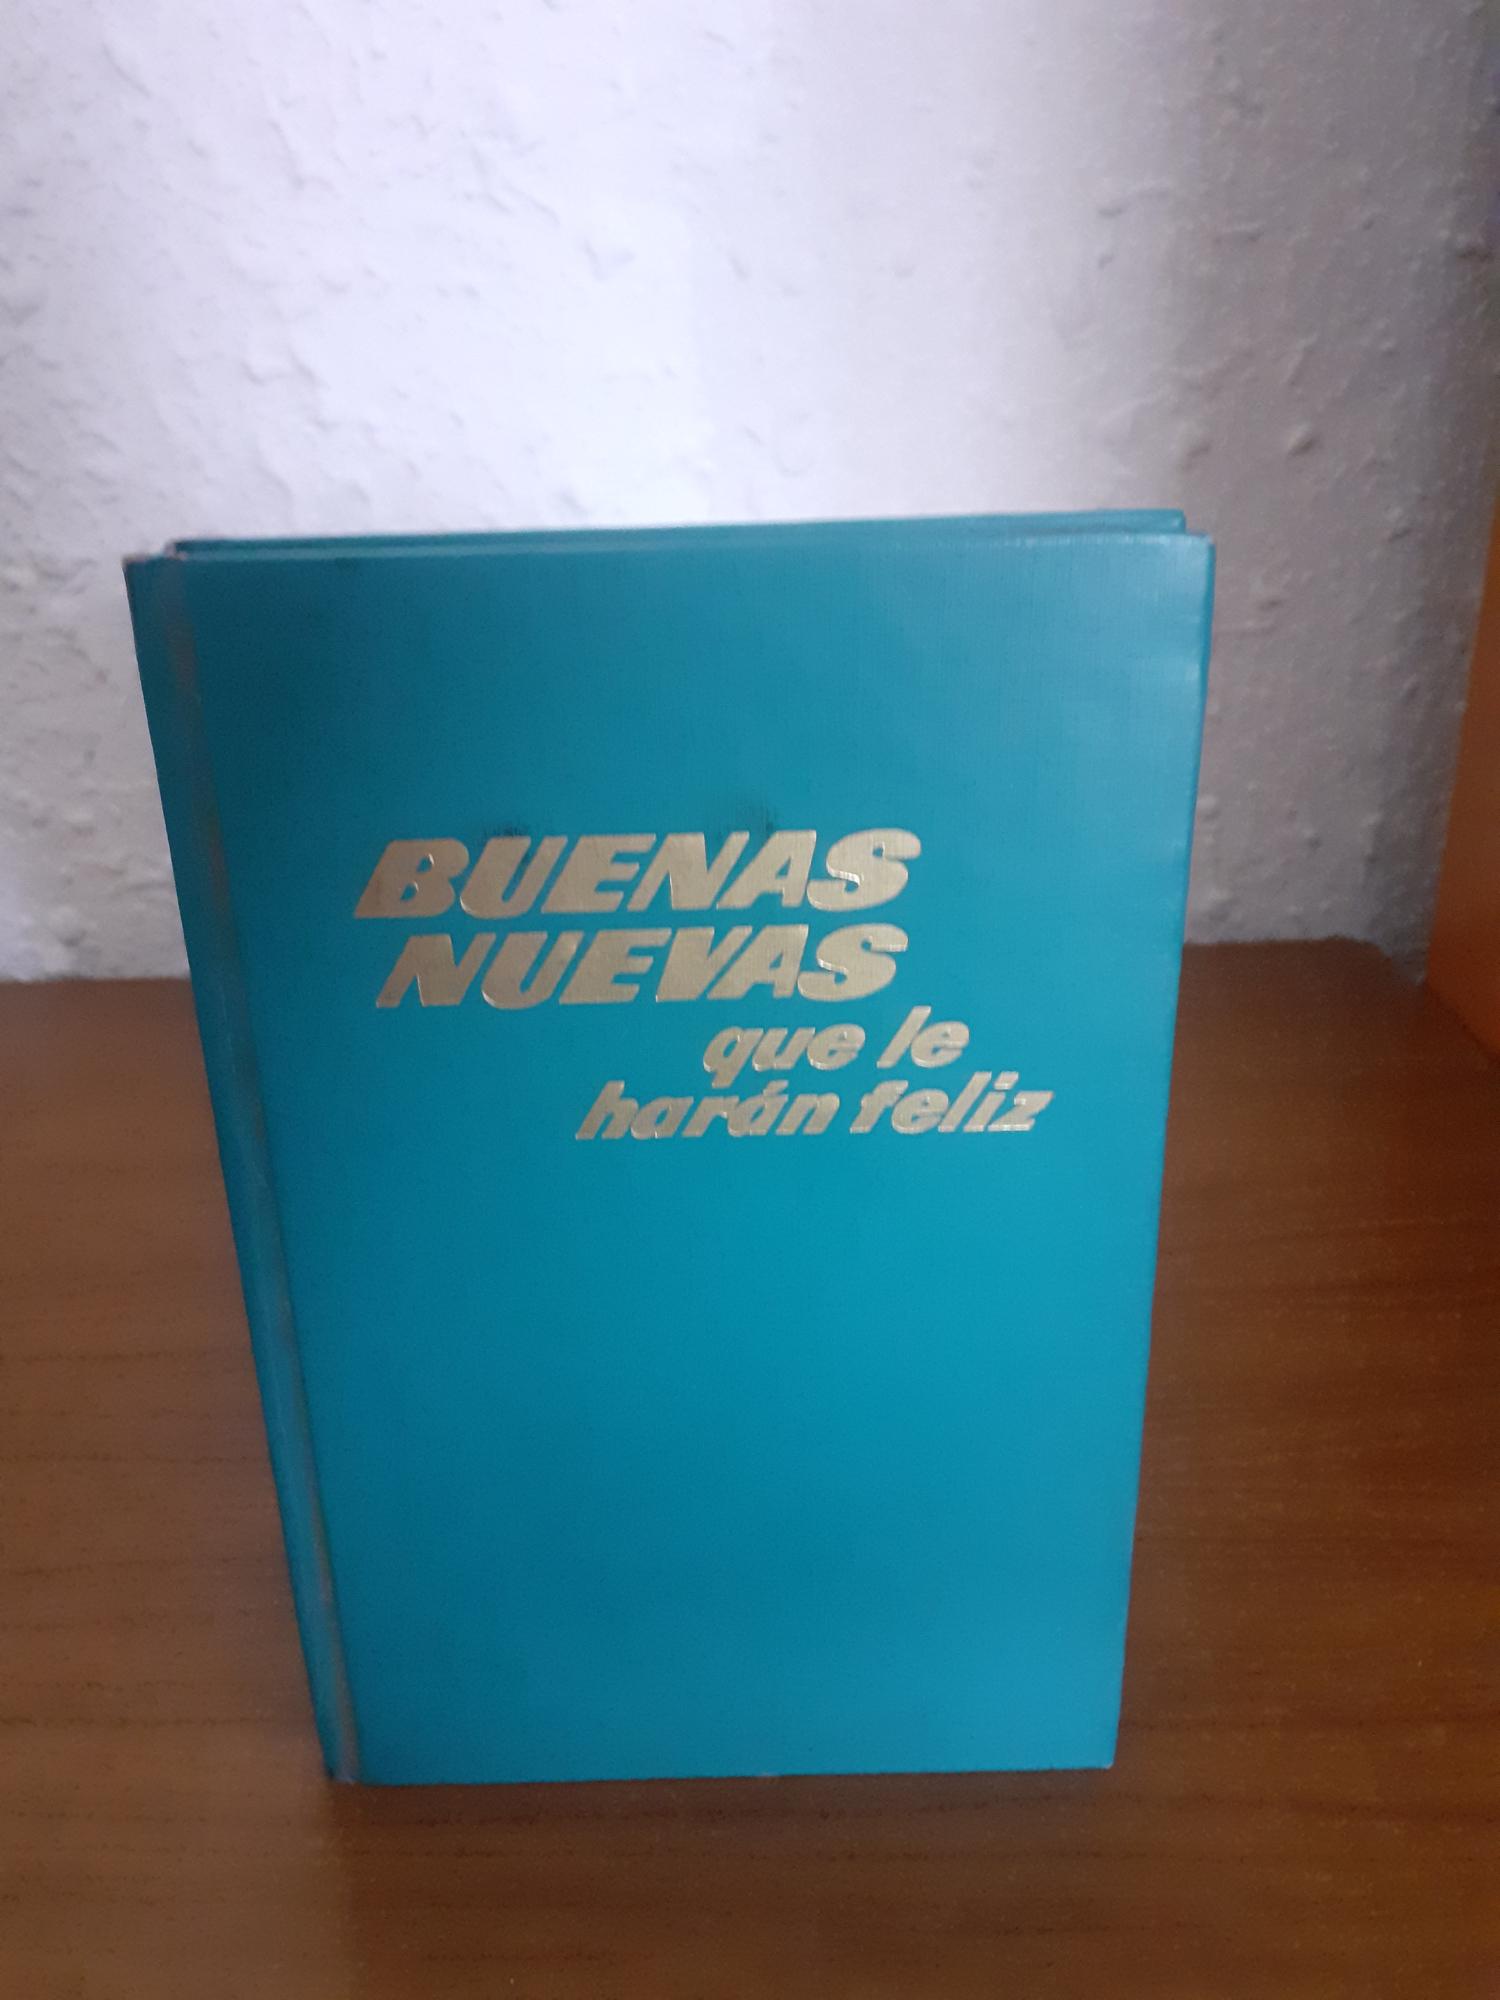 BUENAS
NUEVAS
que le
harán feliz